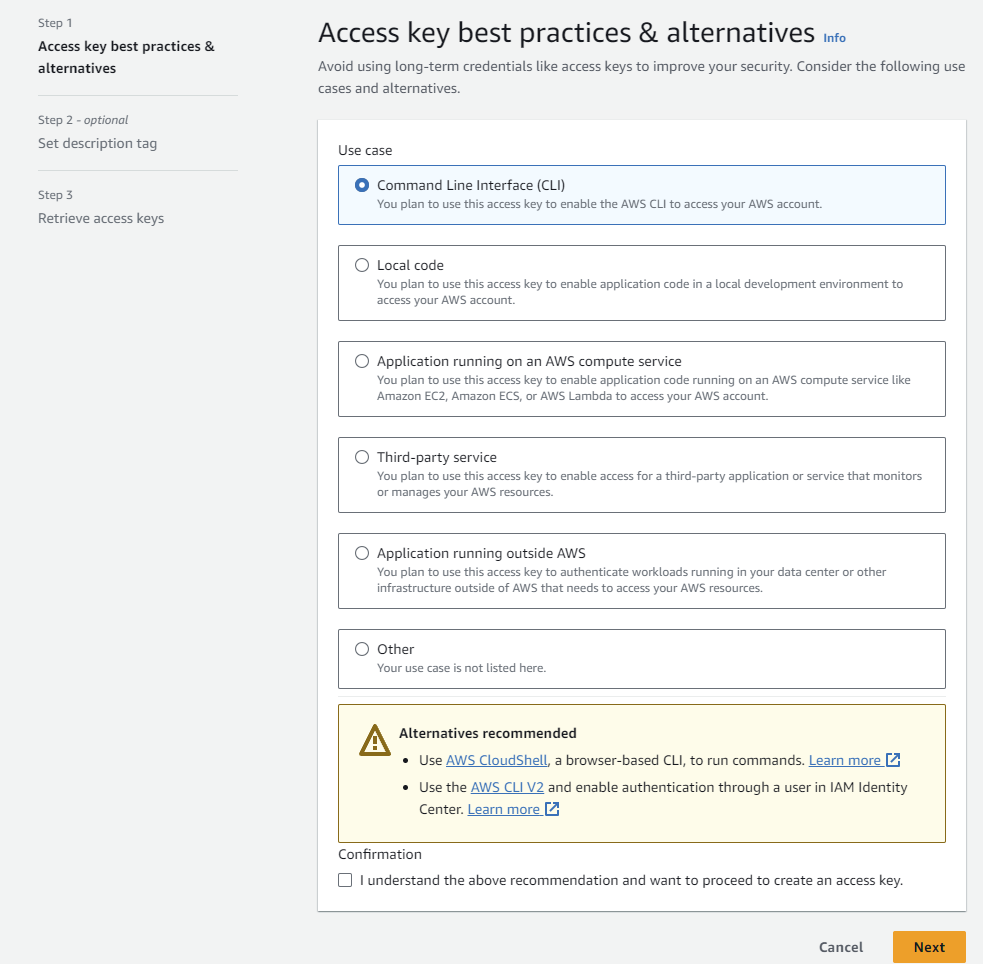 Step 1
Access key best practices &
alternatives
Step 2 - optional
Set description tag
Step 3
Retrieve access keys
Access key best practices & alternatives Info
Avoid using long-term credentials like access keys to improve your security. Consider the following use
cases and alternatives.
Use case
Command Line Interface (CLI)
You plan to use this access key to enable the AWS CLI to access your AWS account.
Local code
You plan to use this access key to enable application code in a local development environment to
access your AWS account.
Application running on an AWS compute service
You plan to use this access key to enable application code running on an AWS compute service like
Amazon EC2, Amazon ECS, or AWS Lambda to access your AWS account.
Third-party service
You plan to use this access key to enable access for a third-party application or service that monitors
or manages your AWS resources.
Application running outside AWS
You plan to use this access key to authenticate workloads running in your data center or other
infrastructure outside of AWS that needs to access your AWS resources.
Other
Your use case is not listed here.
Alternatives recommended
• Use AWS CloudShell, a browser-based CLI, to run commands. Learn more
• Use the AWS CLI V2 and enable authentication through a user in IAM Identity
Center. Learn more
Confirmation
I understand the above recommendation and want to proceed to create an access key.
Cancel Next